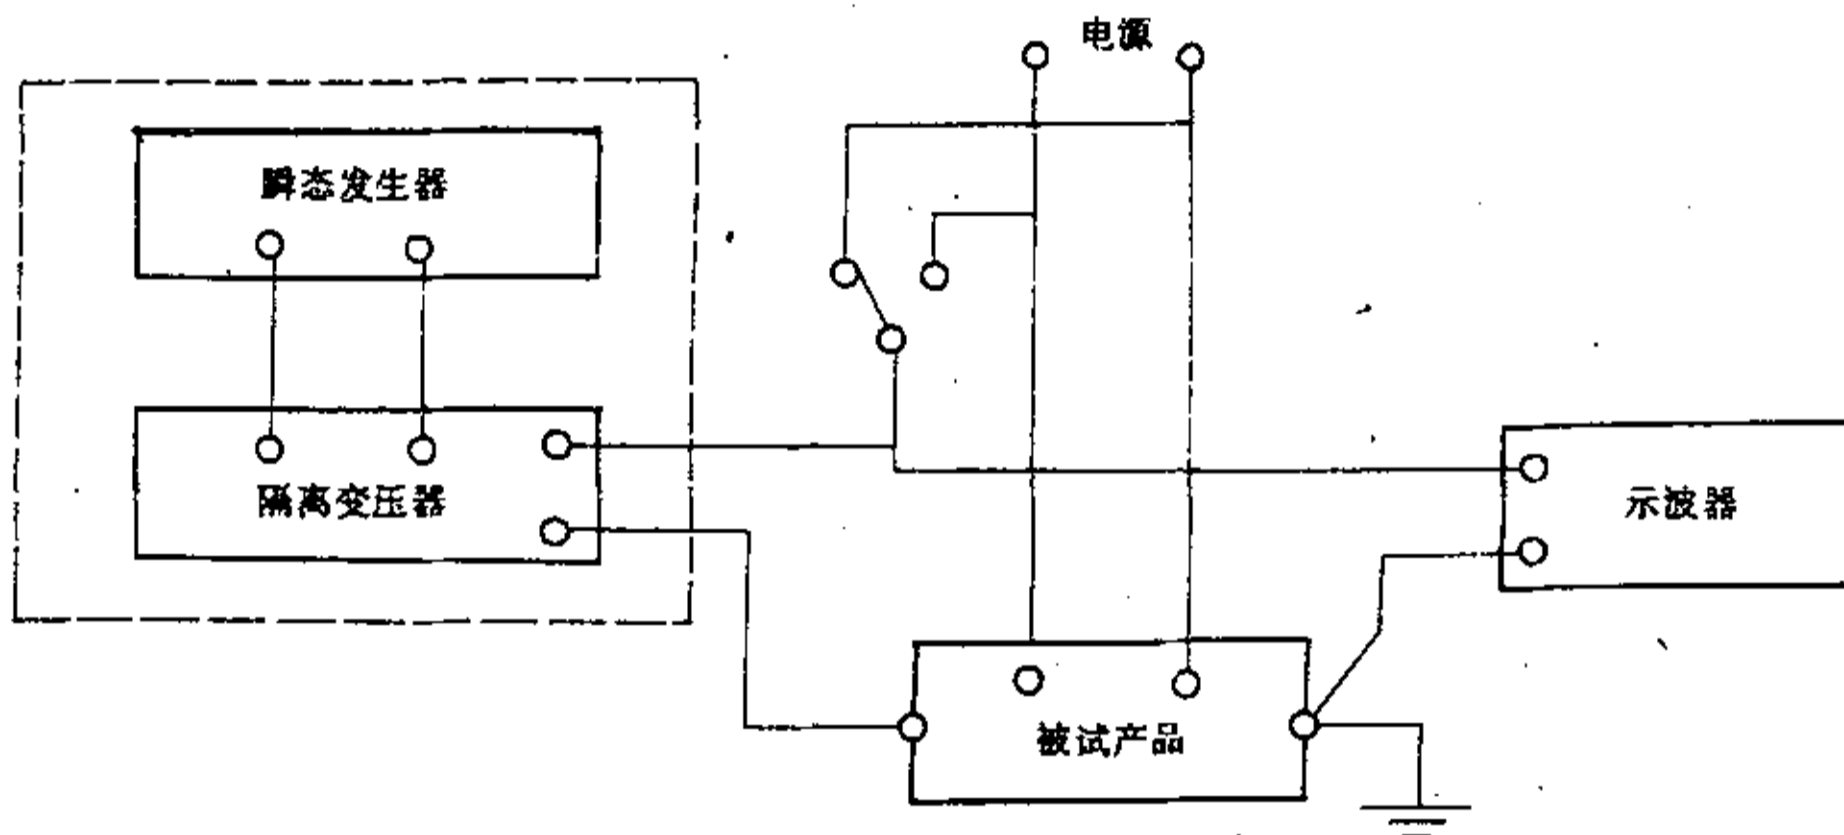 电源
瞬态发生器
隔离变压器
示波器
被试产品